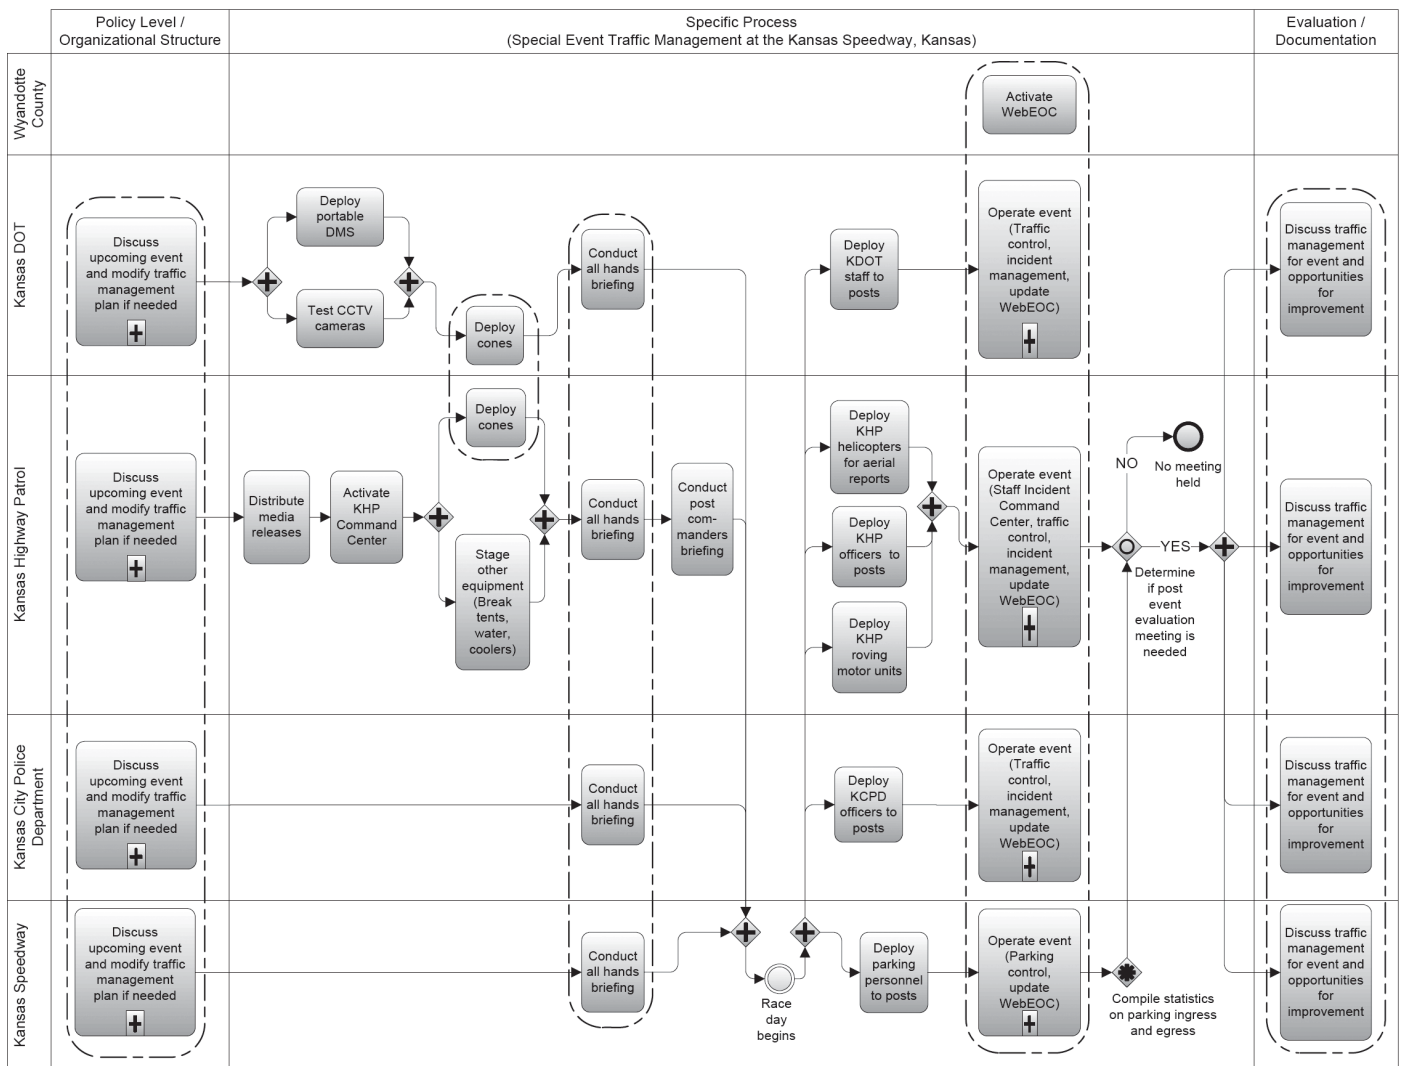 Policy Level /
Organizational Structure
Specific Process
(Special Event Traffic Management at the Kansas Speedway, Kansas)
Evaluation /
Documentation
Wyandotte
County
Activate
WebEOC
Kansas DOT
Discuss
upcoming event
and modify traffic
management
plan if needed
Deploy
portable
DMS
Test CCTV
cameras
Deploy
cones
Conduct
all hands
briefing
Deploy
KDOT
staff to
posts
Operate event
(Traffic
control,
incident
management,
update
WebEOC)
Discuss traffic
management
for event and
opportunities
for
improvement
Kansas Highway Patrol
Discuss
upcoming event
and modify traffic
management
plan if needed
Distribute
media
releases
Activate
KHP
Command
Center
Deploy
cones
Stage
other
equipment
(Break
tents,
water,
coolers)
Conduct
all hands
briefing
Conduct
post
com-
manders
briefing
Deploy
KHP
helicopters
for aerial
reports
Deploy
KHP
officers to
posts
Deploy
KHP
roving
motor units
Operate event
(Staff Incident
Command
Center, traffic
control,
incident
management,
update
WebEOC)
NO
No meeting
held
YES
Determine
if post
event
evaluation
meeting is
needed
Discuss traffic
management
for event and
opportunities
for
improvement
Kansas City Police
Department
Discuss
upcoming event
and modify traffic
management
plan if needed
Conduct
all hands
briefing
Deploy
KCPD
officers to
posts
Operate event
(Traffic
control,
incident
management,
update
WebEOC)
Discuss traffic
management
for event and
opportunities
for
improvement
Kansas Speedway
Discuss
upcoming event
and modify traffic
management
plan if needed
Conduct
all hands
briefing
Race
day
begins
Deploy
parking
personnel
to posts
Operate event
(Parking
control,
update
WebEOC)
Compile statistics
on parking ingress
and egress
Discuss traffic
management
for event and
opportunities
for
improvement